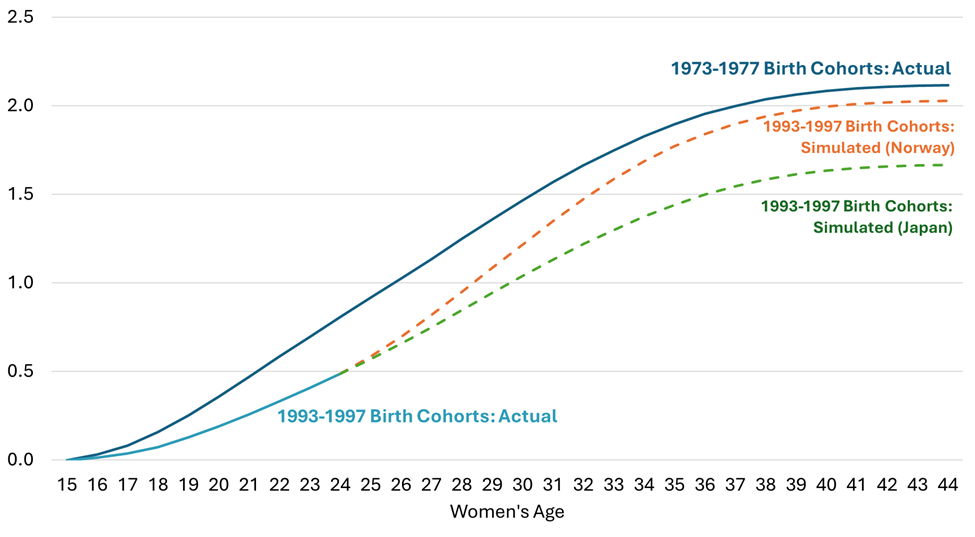 2.5
1973-1977 Birth Cohorts: Actual
2.0
1993-1997 Birth Cohorts:
Simulated (Norway)
1.5
1993-1997 Birth Cohorts:
Simulated (Japan)
1.0
0.5
1993-1997 Birth Cohorts: Actual
0.0
15 16 17 18 19 20 21 22 23 24 25 26 27 28 29 30 31 32 33 34 35 36 37 38 39 40 41 42 43 44
Women's Age